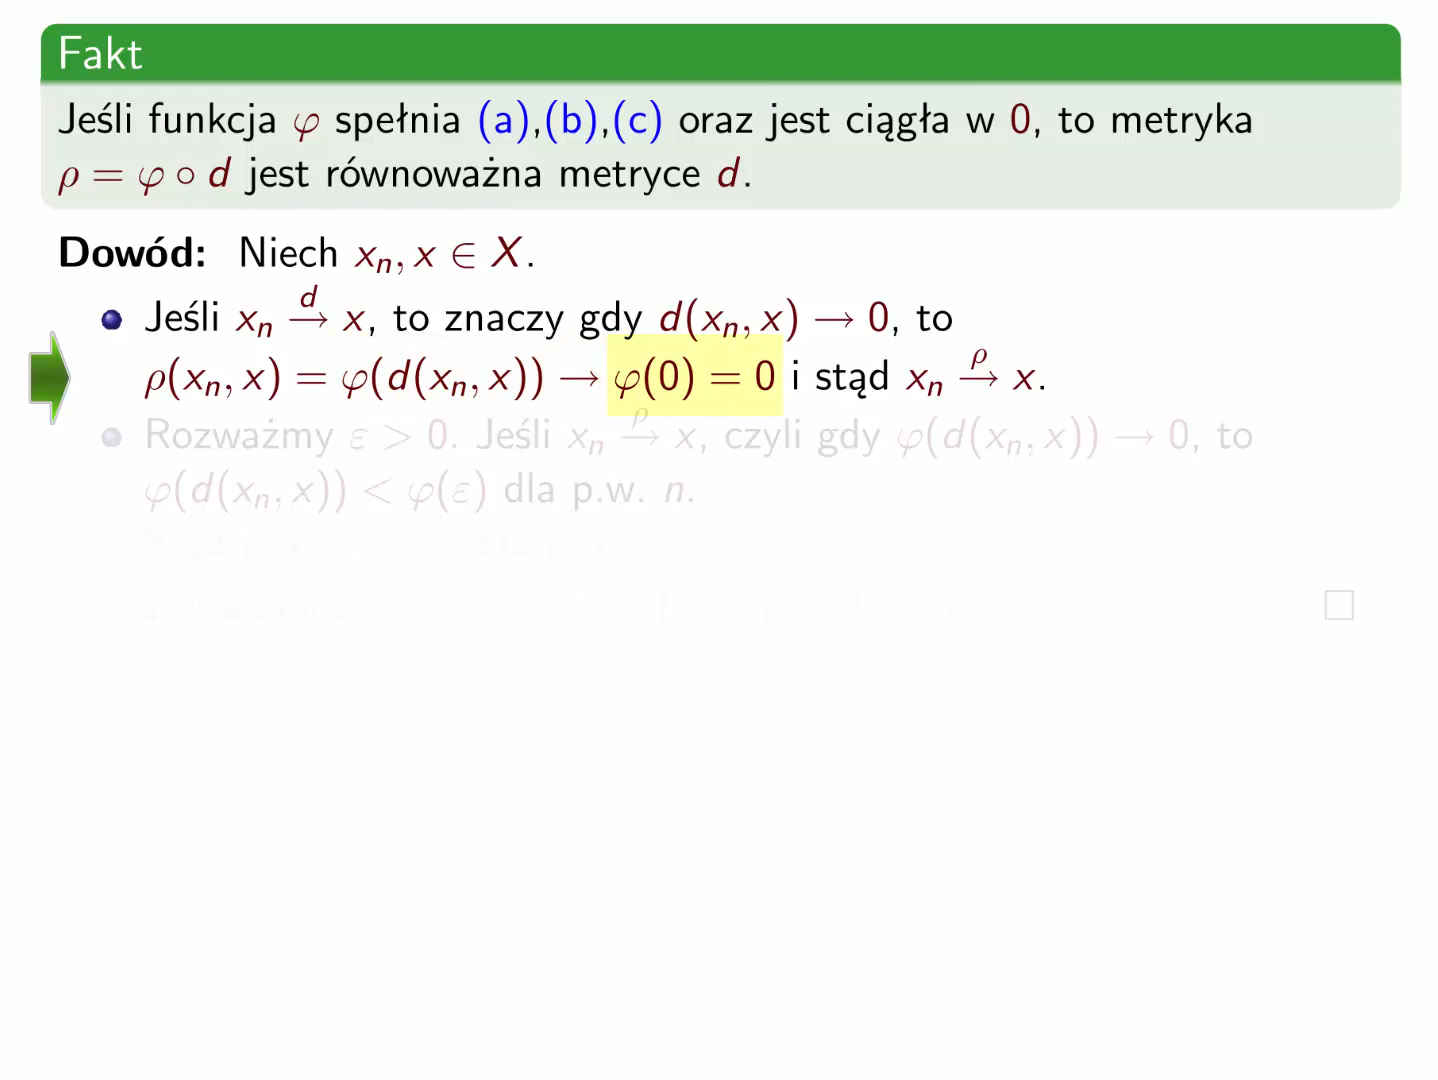 Fakt
Jeśli funkcja φ spełnia (a),(b),(c) oraz jest ciągła w 0, to metryka
ρ = φ ∘ d jest równoważna metryce d.
Dowód: Niech xₙ, x ∈ X.
Jeśli xₙ →ᵈ x, to znaczy gdy d(xₙ, x) → 0, to
ρ(xₙ, x) = φ(d(xₙ, x)) → φ(0) = 0 i stąd xₙ →ᵖ x.
Rozważmy ε > 0. Jeśli xₙ →ᵖ x, czyli gdy φ(d(xₙ, x)) → 0, to
φ(d(xₙ, x)) < φ(ε) dla p.w. n.